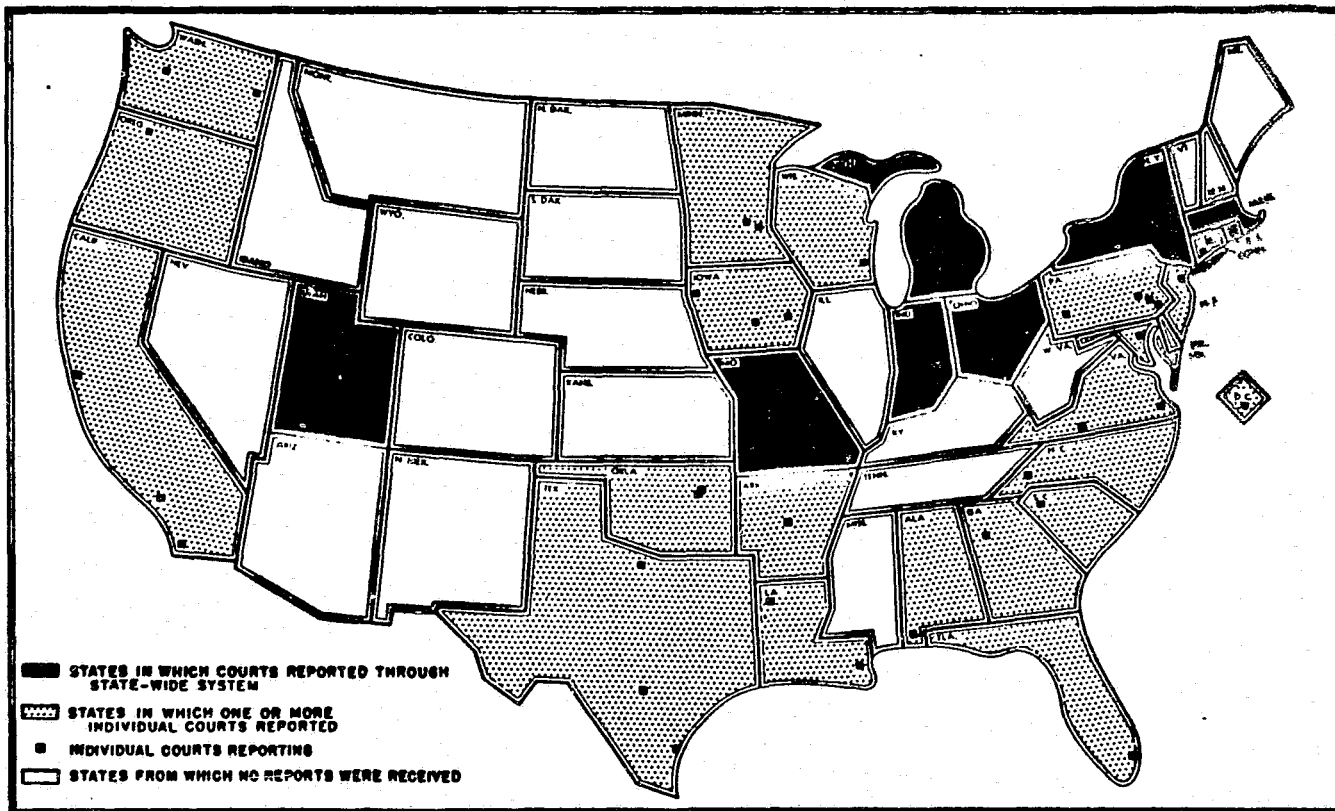 WASH.
MONT.
N. DAK.
MINN.
ME.
OREG
S. DAK.
WYO.
WIS.
N.Y.
VT.
N.H.
MASS.
R. I.
CONN.
IDAHO
CALIF
NEV
UTAH
NEBR.
IOWA
ILL.
IND
OHIO
PA.
N. J.
DEL.
MD.
W. VA.
VA.
D. C.
COLO.
KANS.
MO.
KY
ARIZ
N MEX.
OKLA
TEX
ARK
TENN.
N C
S.C.
MISS.
ALA
GA
LA
FLA.
STATES IN WHICH COURTS REPORTED THROUGH
STATE-WIDE SYSTEM
STATES IN WHICH ONE OR MORE
INDIVIDUAL COURTS REPORTED
INDIVIDUAL COURTS REPORTING
STATES FROM WHICH NO REPORTS WERE RECEIVED